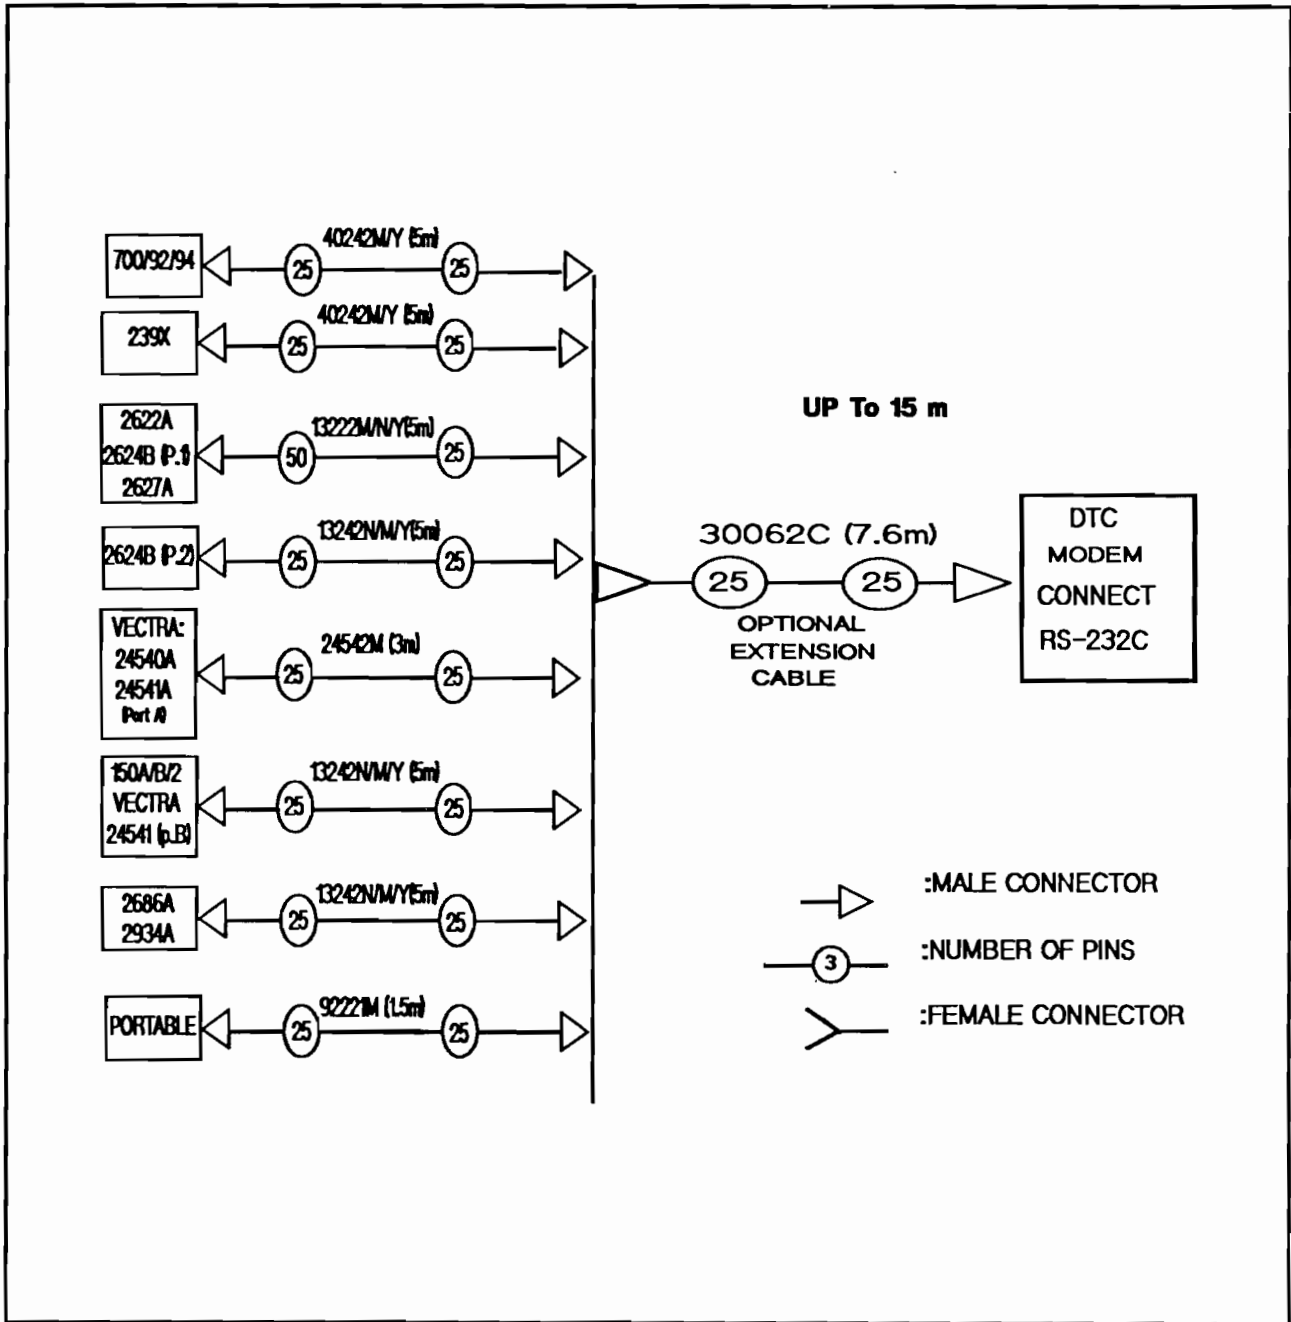 40242M/Y (5m)
700/92/94
25
25
40242M/Y (5m)
239X
25
25
2622A
2624B (P.1)
2627A
13222M/N/Y(5m)
50
25
2624B (P.2)
13242N/M/Y(5m)
25
25
VECTRA:
24540A
24541A
(Port A)
24542M (3m)
25
25
150A/B/2
VECTRA
24541 (p.B)
13242N/M/Y (5m)
25
25
2686A
2934A
13242N/M/Y(5m)
25
25
PORTABLE
92221M (1.5m)
25
25
UP To 15 m
30062C (7.6m)
25
25
OPTIONAL
EXTENSION
CABLE
DTC
MODEM
CONNECT
RS-232C
:MALE CONNECTOR
3
:NUMBER OF PINS
:FEMALE CONNECTOR